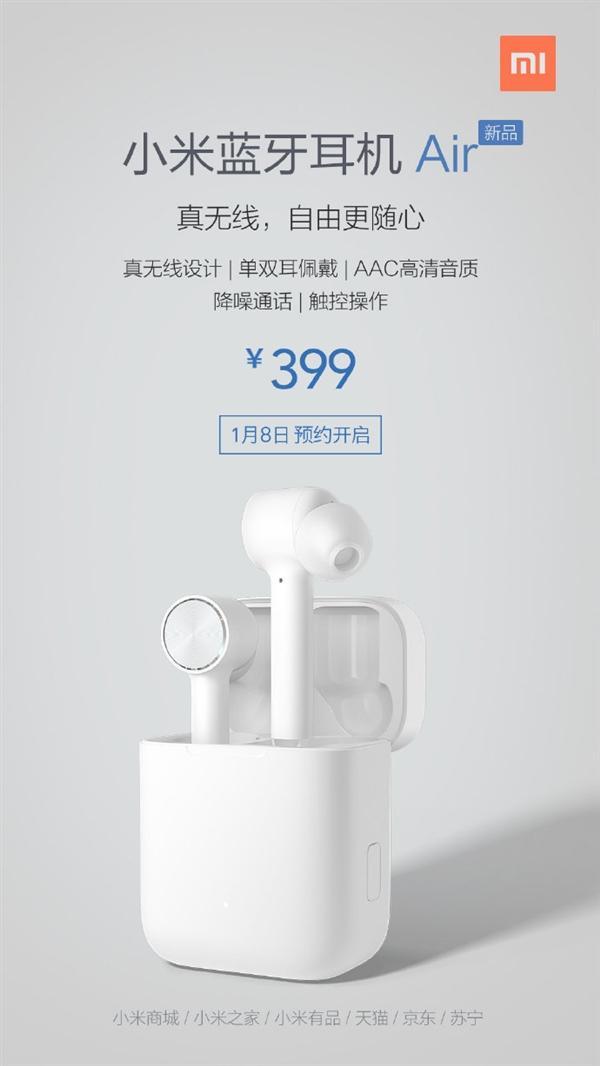 mi
小米蓝牙耳机 Air 新品
真无线，自由更随心
真无线设计 | 单双耳佩戴 | AAC高清音质
降噪通话 | 触控操作
¥399
1月8日 预约开启
小米商城 / 小米之家 / 小米有品 / 天猫 / 京东 / 苏宁